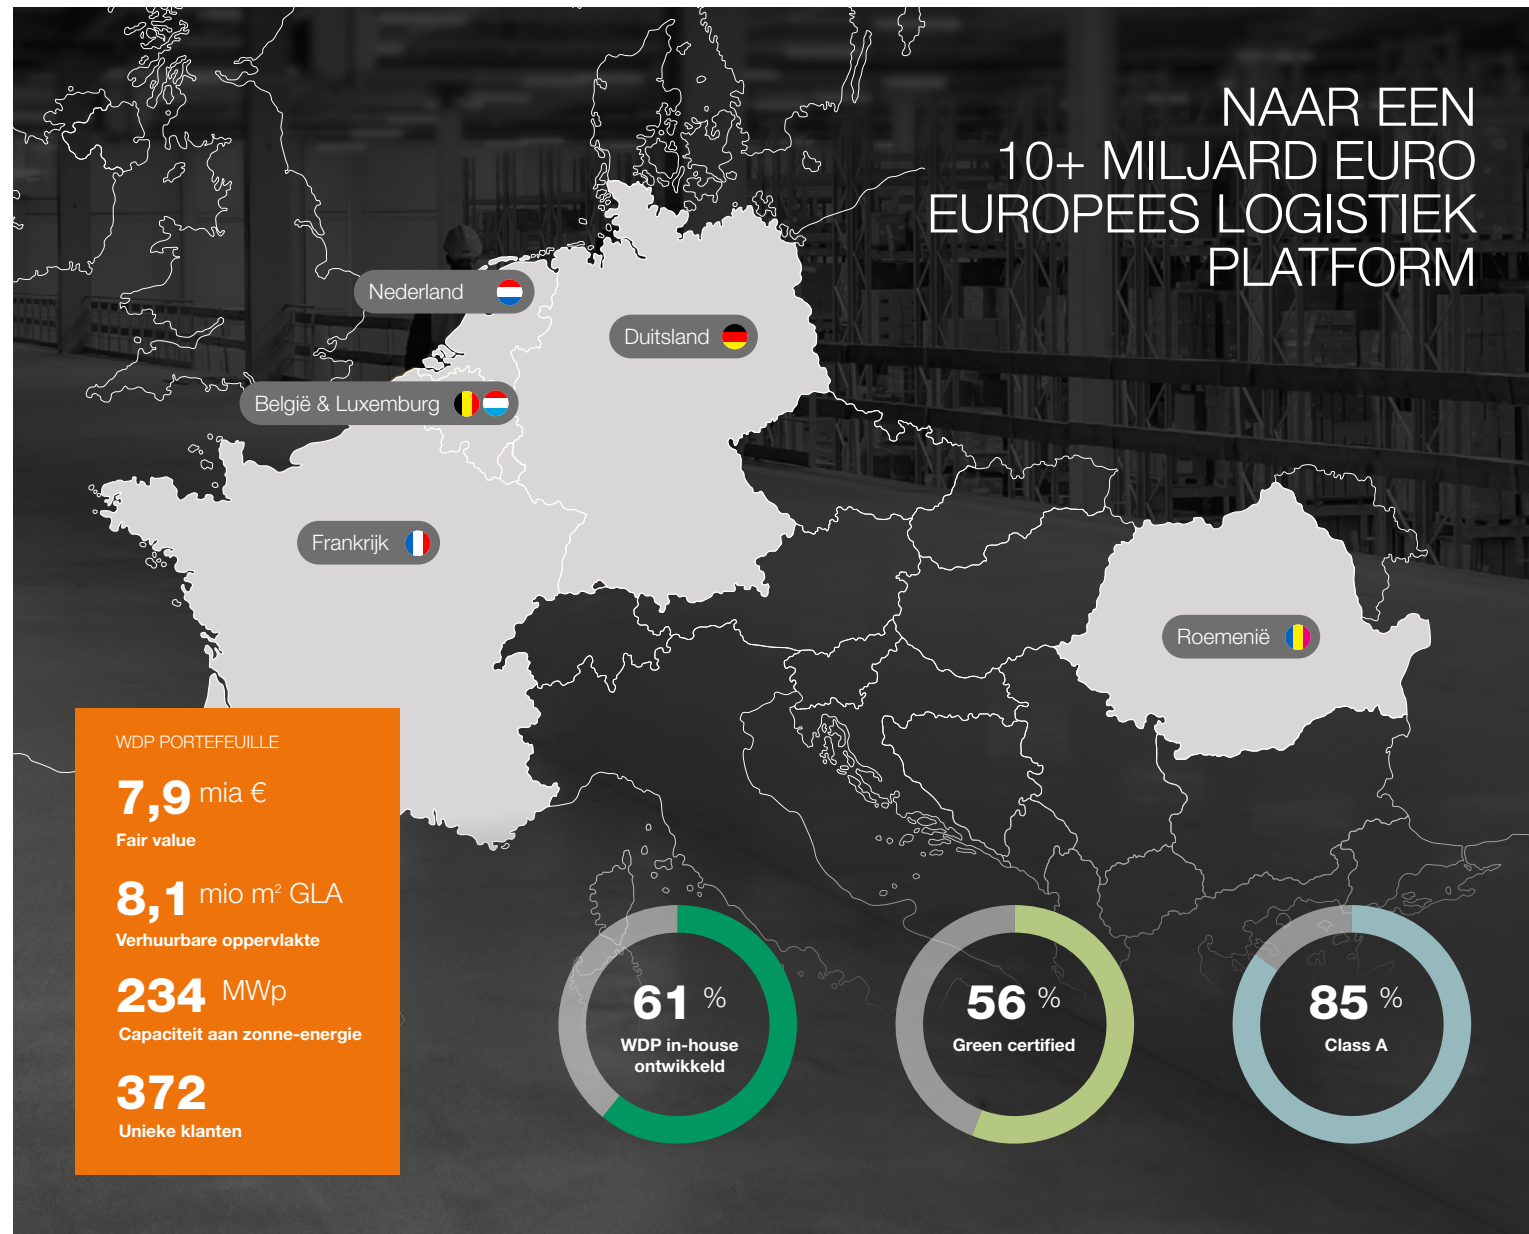 NAAR EEN
10+ MILJARD EURO
EUROPEES LOGISTIEK
PLATFORM
Nederland
Duitsland
België & Luxemburg
Frankrijk
Roemenië
WDP PORTEFEUILLE
7,9 mia €
Fair value
8,1 mio m² GLA
Verhuurbare oppervlakte
234 MWp
Capaciteit aan zonne-energie
372
Unieke klanten
61 %
WDP in-house
ontwikkeld
56 %
Green certified
85 %
Class A